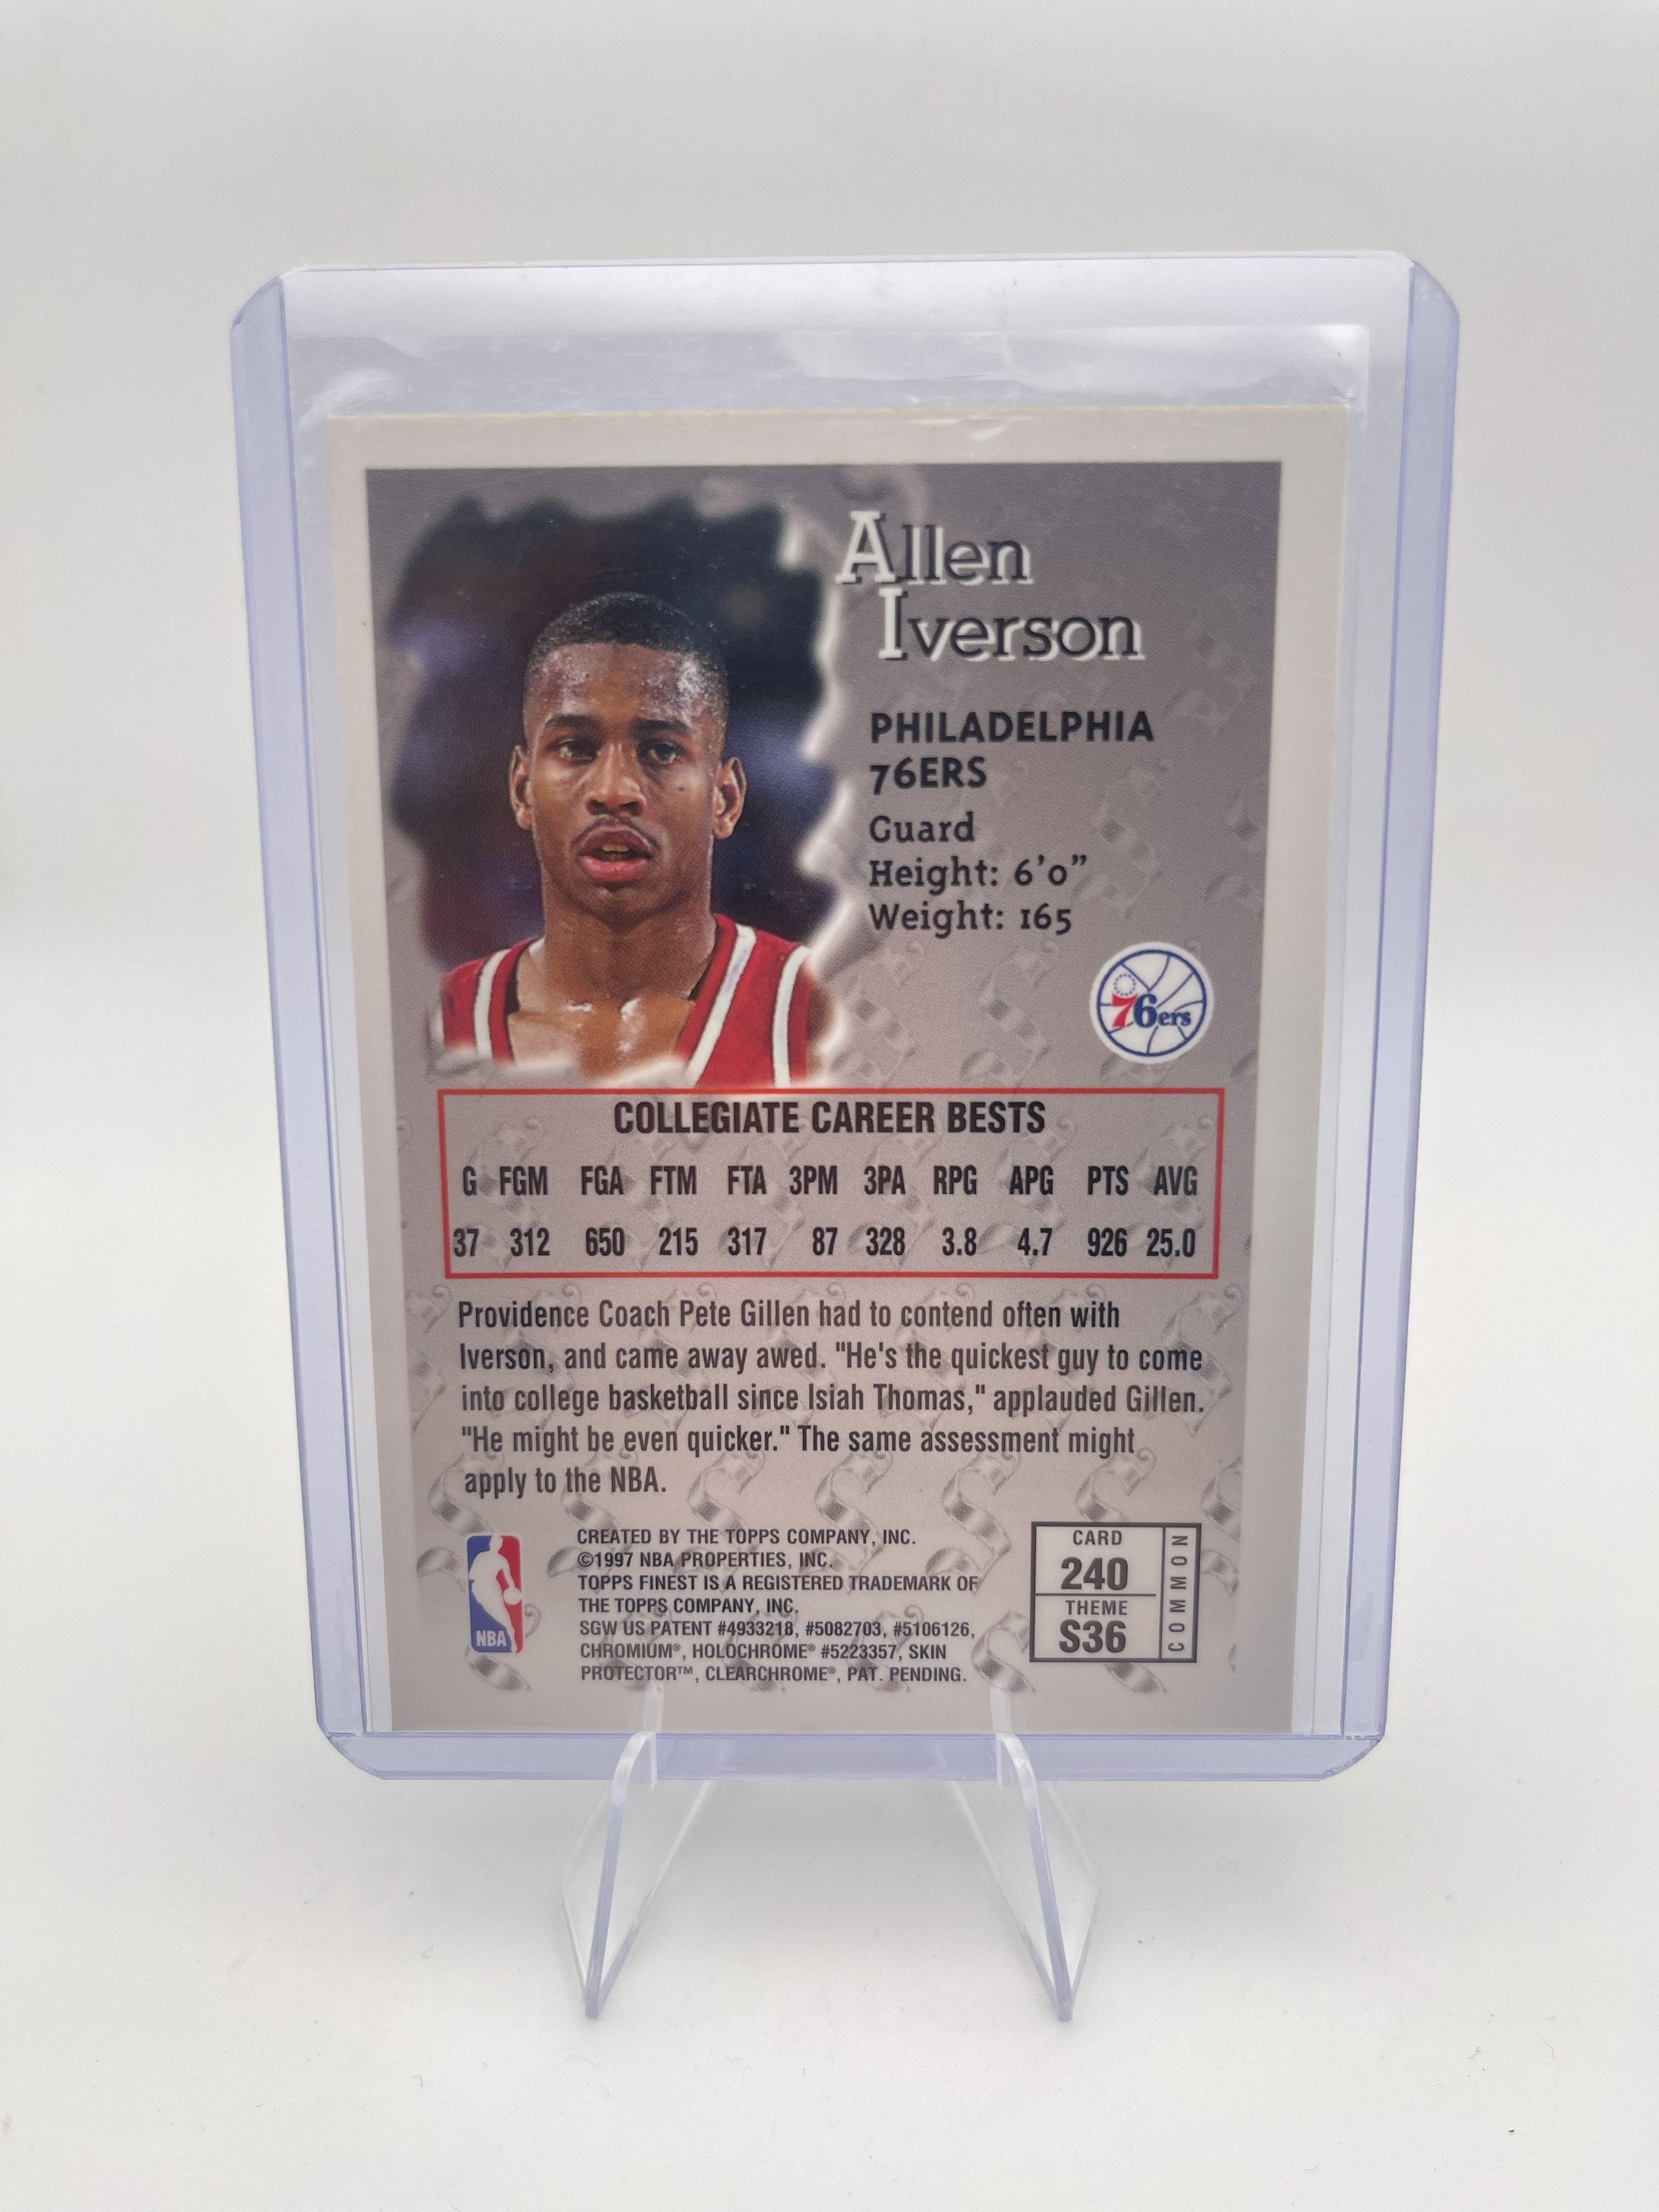 Allen
Iverson
PHILADELPHIA
76ERS
Guard
Height: 6'0"
Weight: 165
76ers
COLLEGIATE CAREER BESTS
G FGM FGA FTM FTA 3PM 3PA RPG APG PTS AVG
37 312 650 215 317 87 328 3.8 4.7 926 25.0
Providence Coach Pete Gillen had to contend often with
Iverson, and came away awed. "He's the quickest guy to come
into college basketball since Isiah Thomas," applauded Gillen.
"He might be even quicker." The same assessment might
apply to the NBA.
NBA
CREATED BY THE TOPPS COMPANY, INC.
©1997 NBA PROPERTIES, INC.
TOPPS FINEST IS A REGISTERED TRADEMARK OF
THE TOPPS COMPANY, INC.
SGW US PATENT #4933218, #5082703, #5106126,
CHROMIUM®, HOLOCHROME® #5223357, SKIN
PROTECTOR™, CLEARCHROME®, PAT. PENDING.
CARD
240
THEME
S36
COMMON